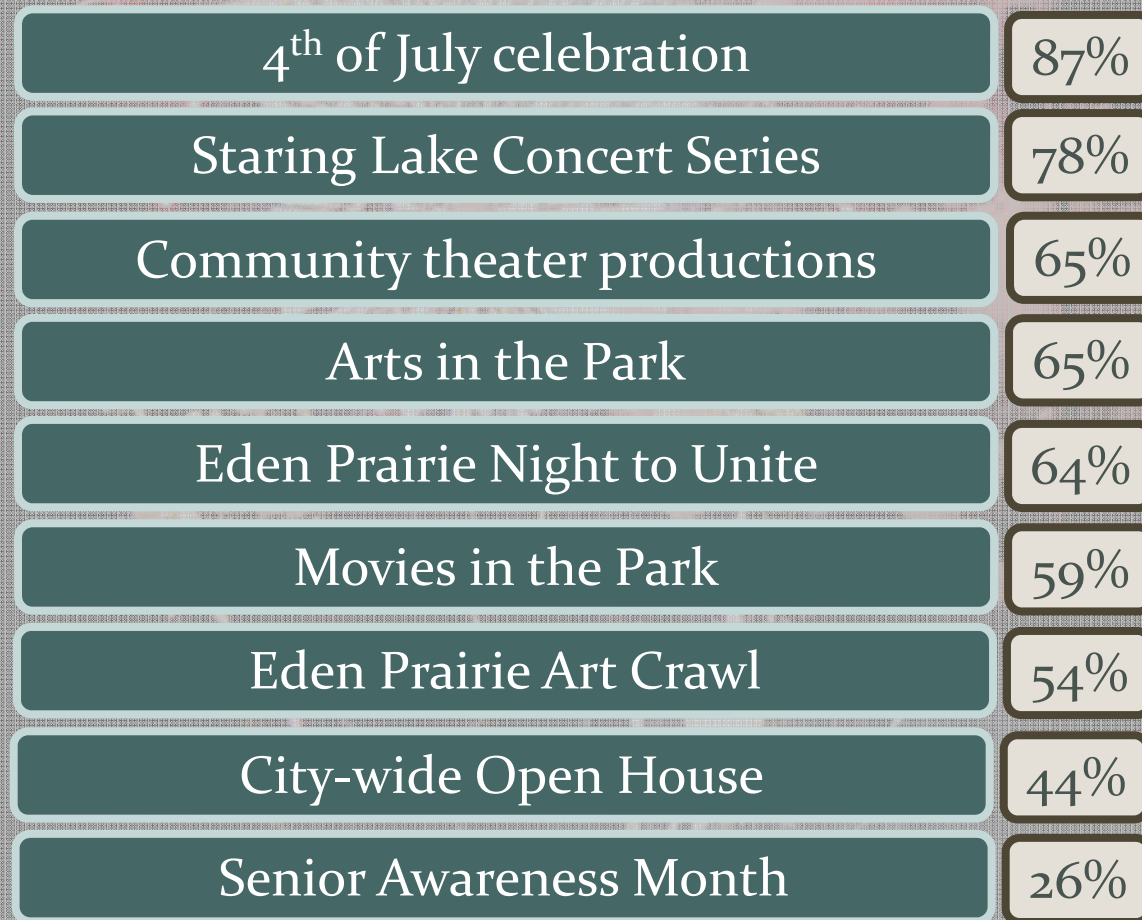 4th of July celebration 87%
Staring Lake Concert Series 78%
Community theater productions 65%
Arts in the Park 65%
Eden Prairie Night to Unite 64%
Movies in the Park 59%
Eden Prairie Art Crawl 54%
City-wide Open House 44%
Senior Awareness Month 26%